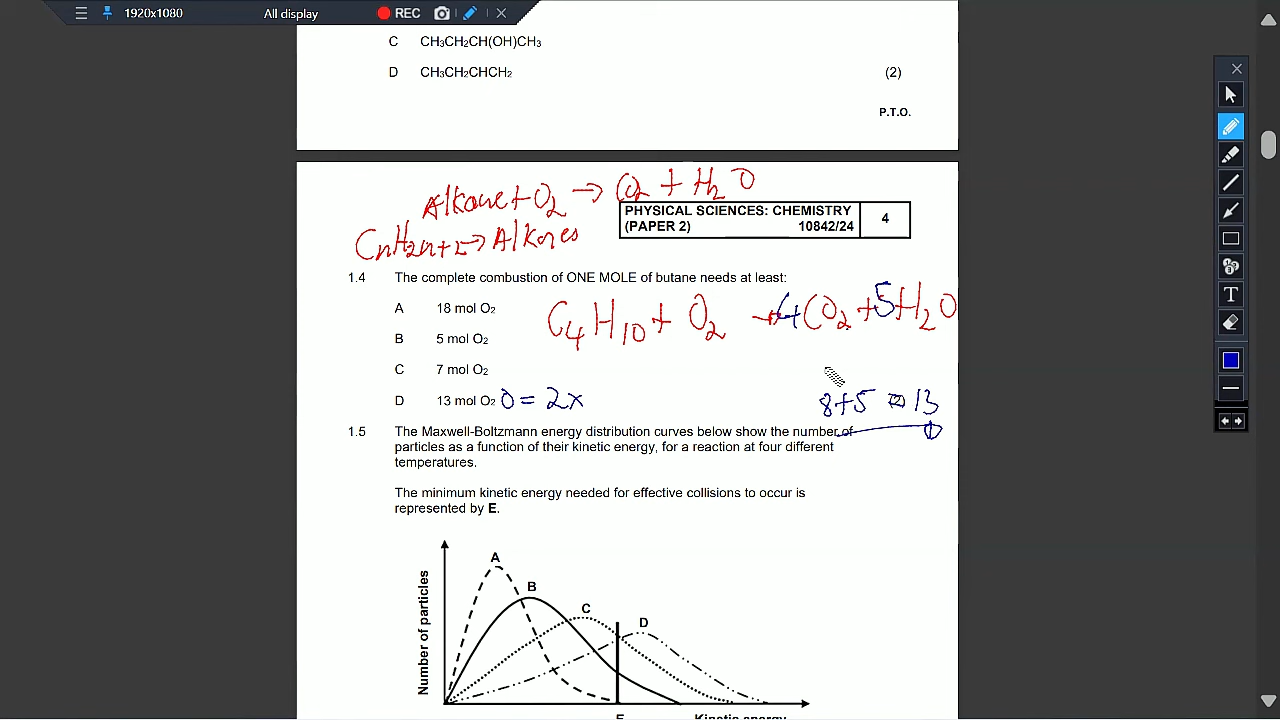 1920x1080 All display REC
C CH₃CH₂CH(OH)CH₃
D CH₃CH₂CHCH₂ (2)
P.T.O.
Alkane + O₂ → CO₂ + H₂O
PHYSICAL SCIENCES: CHEMISTRY
(PAPER 2) 10842/24
4
CnH2n+2 → Alkanes
1.4 The complete combustion of ONE MOLE of butane needs at least:
A 18 mol O₂
C₄H₁₀ + O₂ → 4CO₂ + 5H₂O
B 5 mol O₂
C 7 mol O₂
D 13 mol O₂ O = 2x 8+5 = 13
1.5 The Maxwell-Boltzmann energy distribution curves below show the number of
particles as a function of their kinetic energy, for a reaction at four different
temperatures.
The minimum kinetic energy needed for effective collisions to occur is
represented by E.
A
B
C
D
Number of particles
E Kinetic energy